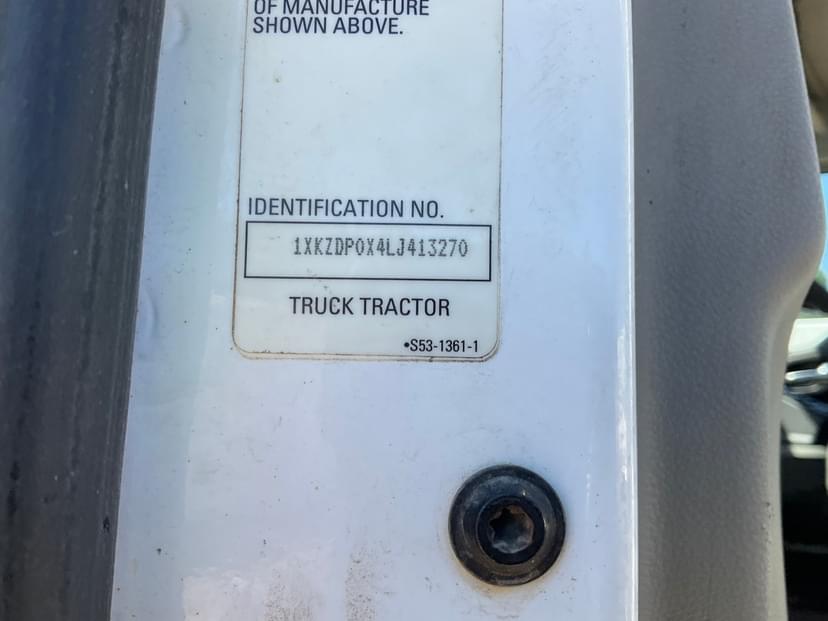 OF MANUFACTURE
SHOWN ABOVE.
IDENTIFICATION NO.
1XKZDP0X4LJ413270
TRUCK TRACTOR
•S53-1361-1